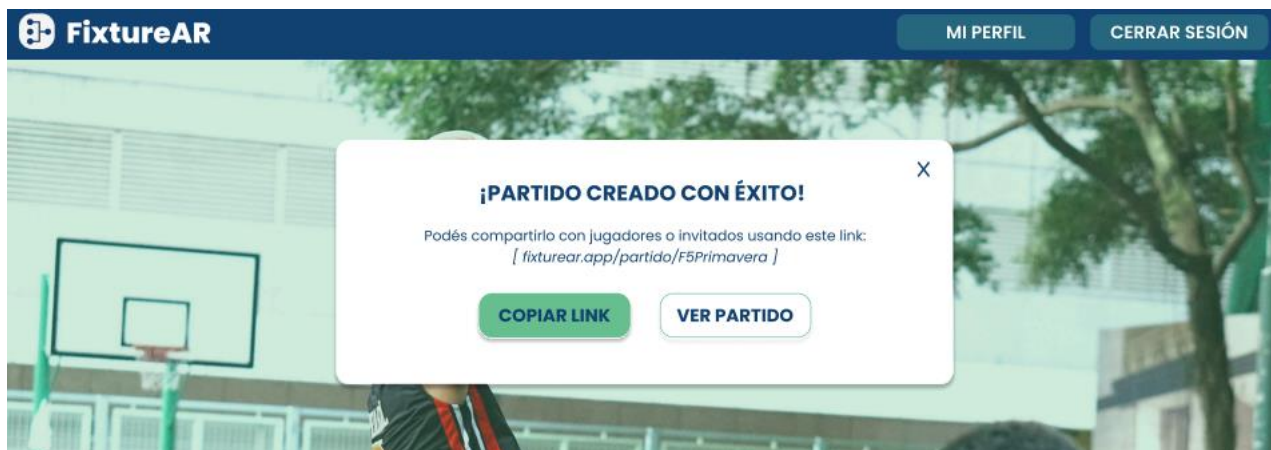 FixtureAR
MI PERFIL
CERRAR SESIÓN
X
¡PARTIDO CREADO CON ÉXITO!
Podés compartirlo con jugadores o invitados usando este link:
[ fixturear.app/partido/F5Primavera ]
COPIAR LINK
VER PARTIDO